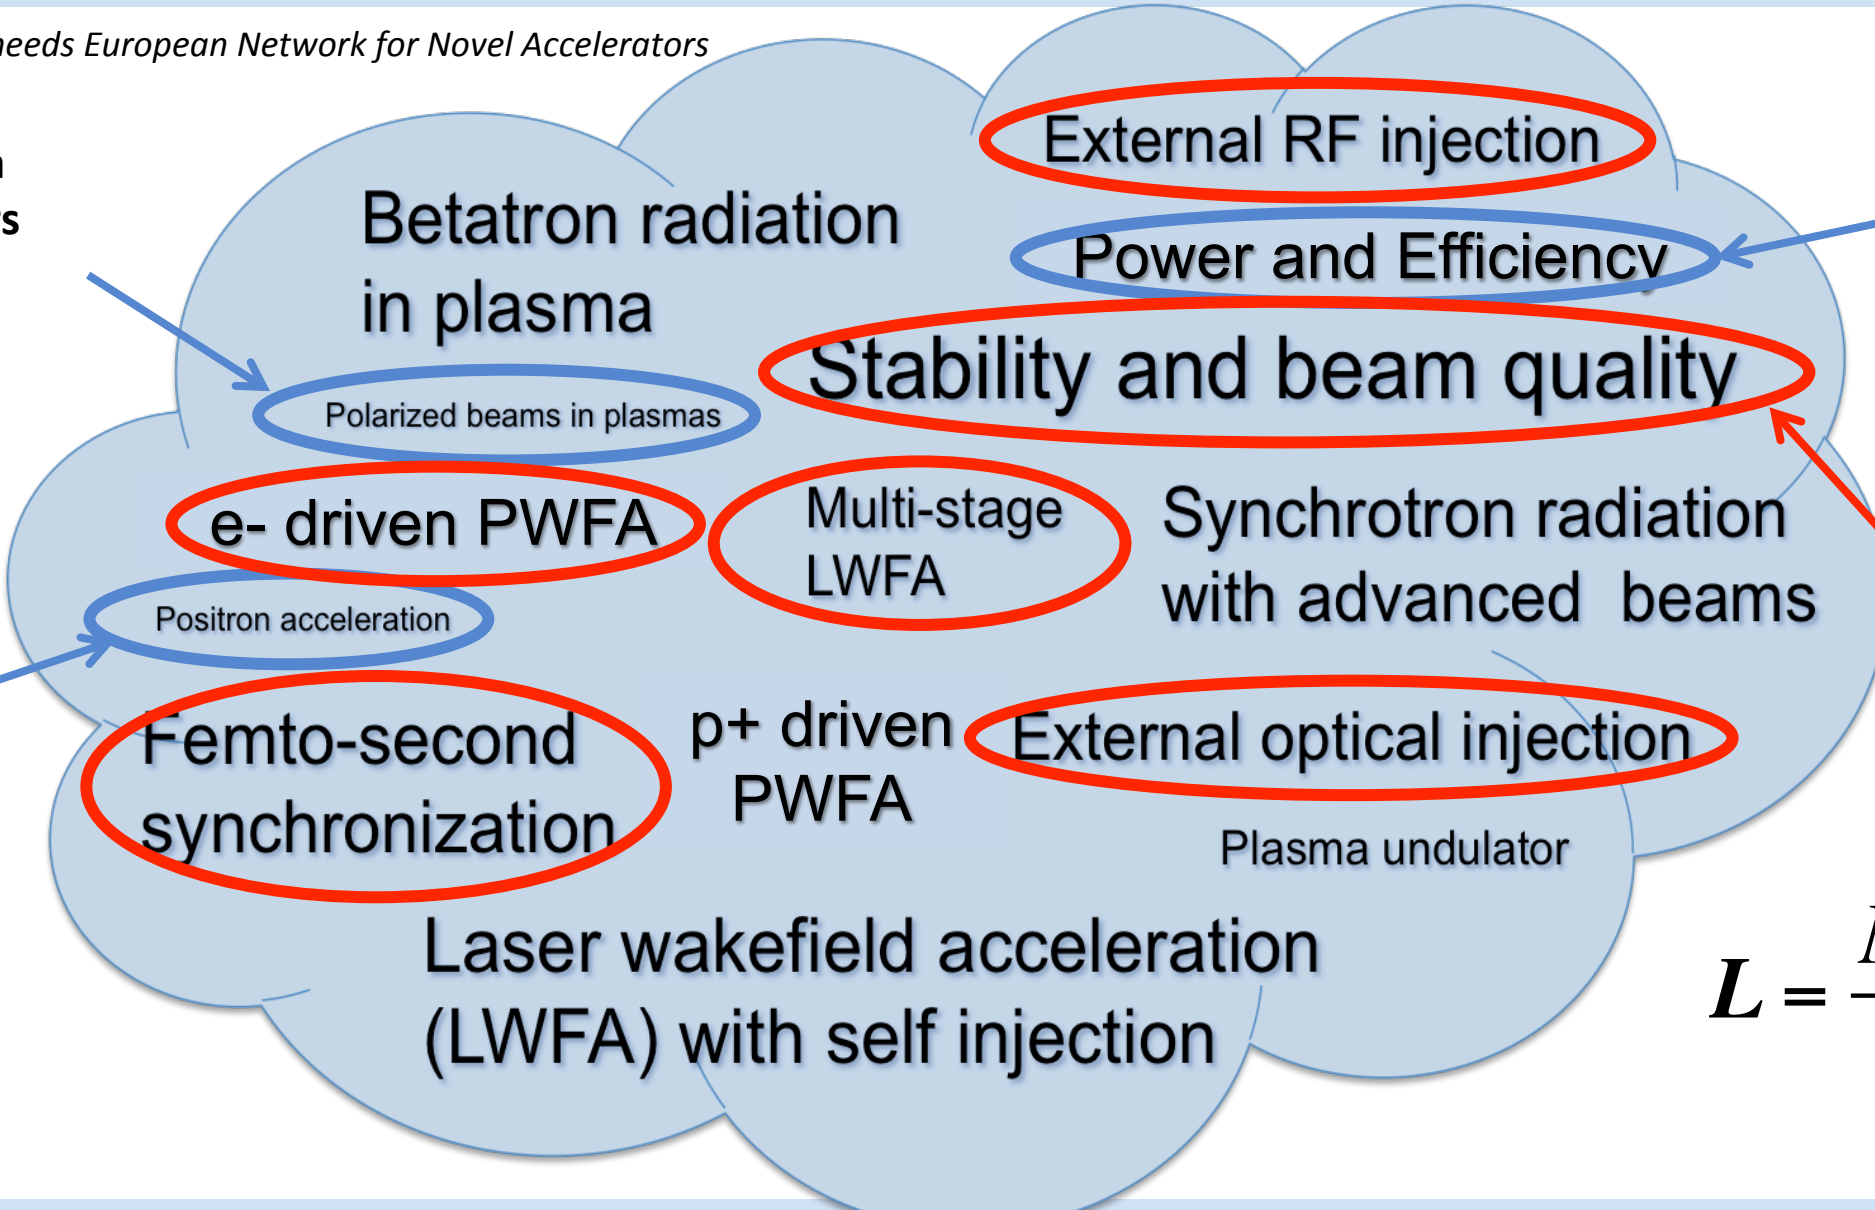 needs European Network for Novel Accelerators
External RF injection
Betatron radiation
in plasma
Power and Efficiency
Stability and beam quality
Polarized beams in plasmas
e- driven PWFA
Multi-stage
LWFA
Synchrotron radiation
with advanced beams
Positron acceleration
Femto-second
synchronization
p+ driven
PWFA
External optical injection
Plasma undulator
Laser wakefield acceleration
(LWFA) with self injection
L =